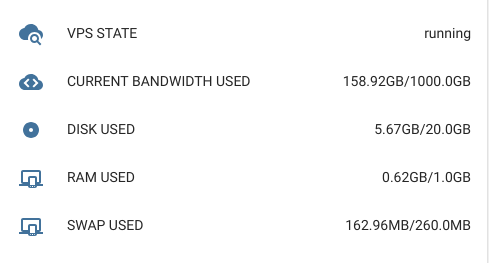 VPS STATE running
CURRENT BANDWIDTH USED 158.92GB/1000.0GB
DISK USED 5.67GB/20.0GB
RAM USED 0.62GB/1.0GB
SWAP USED 162.96MB/260.0MB